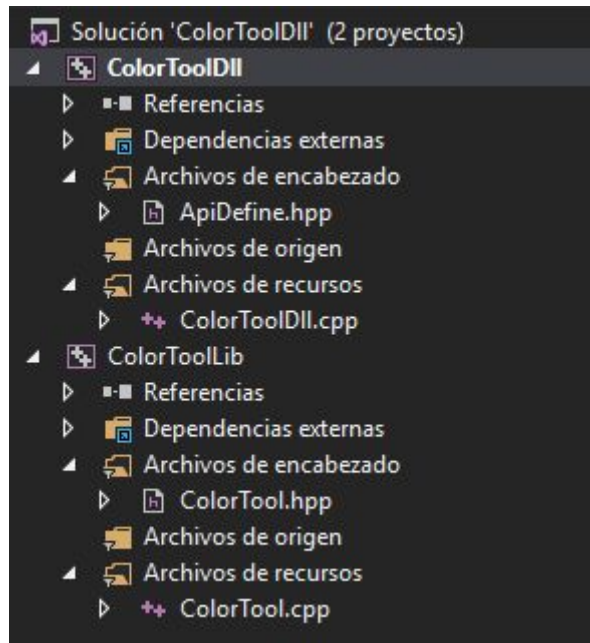 Solución 'ColorToolDll' (2 proyectos)
ColorToolDll
Referencias
Dependencias externas
Archivos de encabezado
ApiDefine.hpp
Archivos de origen
Archivos de recursos
ColorToolDll.cpp
ColorToolLib
Referencias
Dependencias externas
Archivos de encabezado
ColorTool.hpp
Archivos de origen
Archivos de recursos
ColorTool.cpp